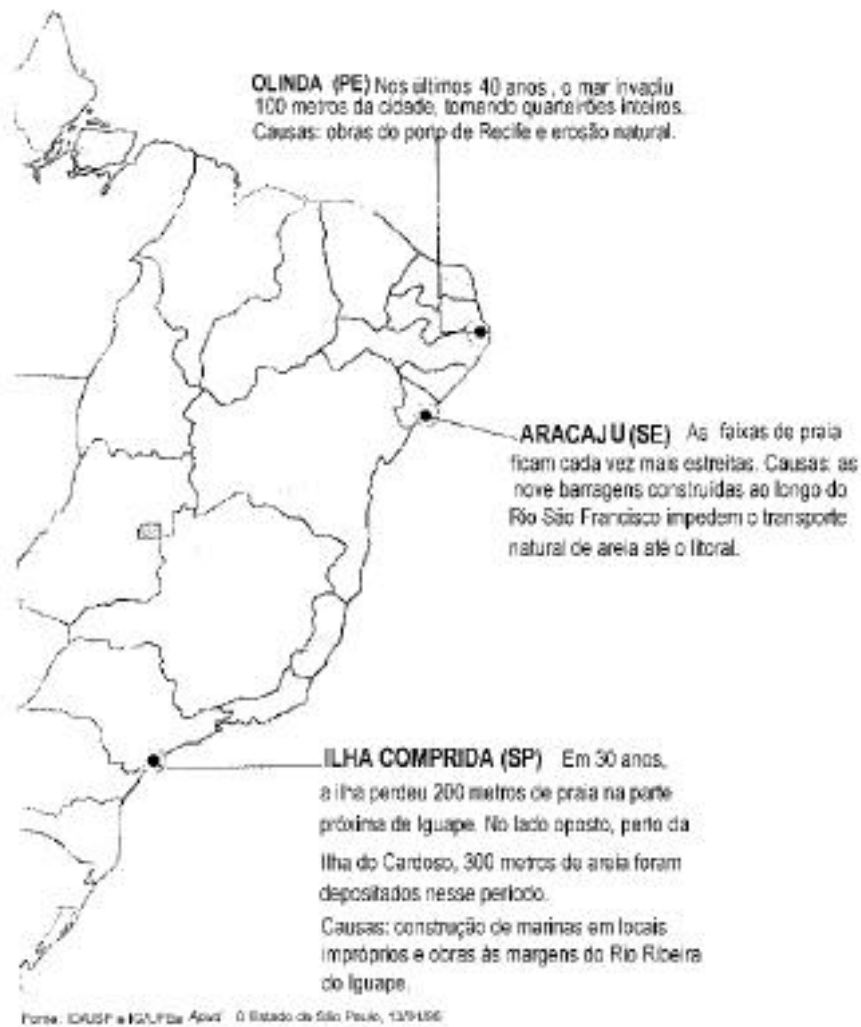 OLINDA (PE) Nos últimos 40 anos, o mar invadiu
100 metros da cidade, tomando quarteirões inteiros.
Causas: obras do porto de Recife e erosão natural.
ARACAJU (SE) As faixas de praia
ficam cada vez mais estreitas. Causas: as
nove barragens construídas ao longo do
Rio São Francisco impedem o transporte
natural de areia até o litoral.
ILHA COMPRIDA (SP) Em 30 anos,
a ilha perdeu 200 metros de praia na parte
próxima de Iguape. No lado oposto, perto da
Ilha do Cardoso, 300 metros de areia foram
depositados nesse período.
Causas: construção de marinas em locais
impróprios e obras às margens do Rio Ribeira
do Iguape.
Fonte: e Apud O Estado de São Paulo,